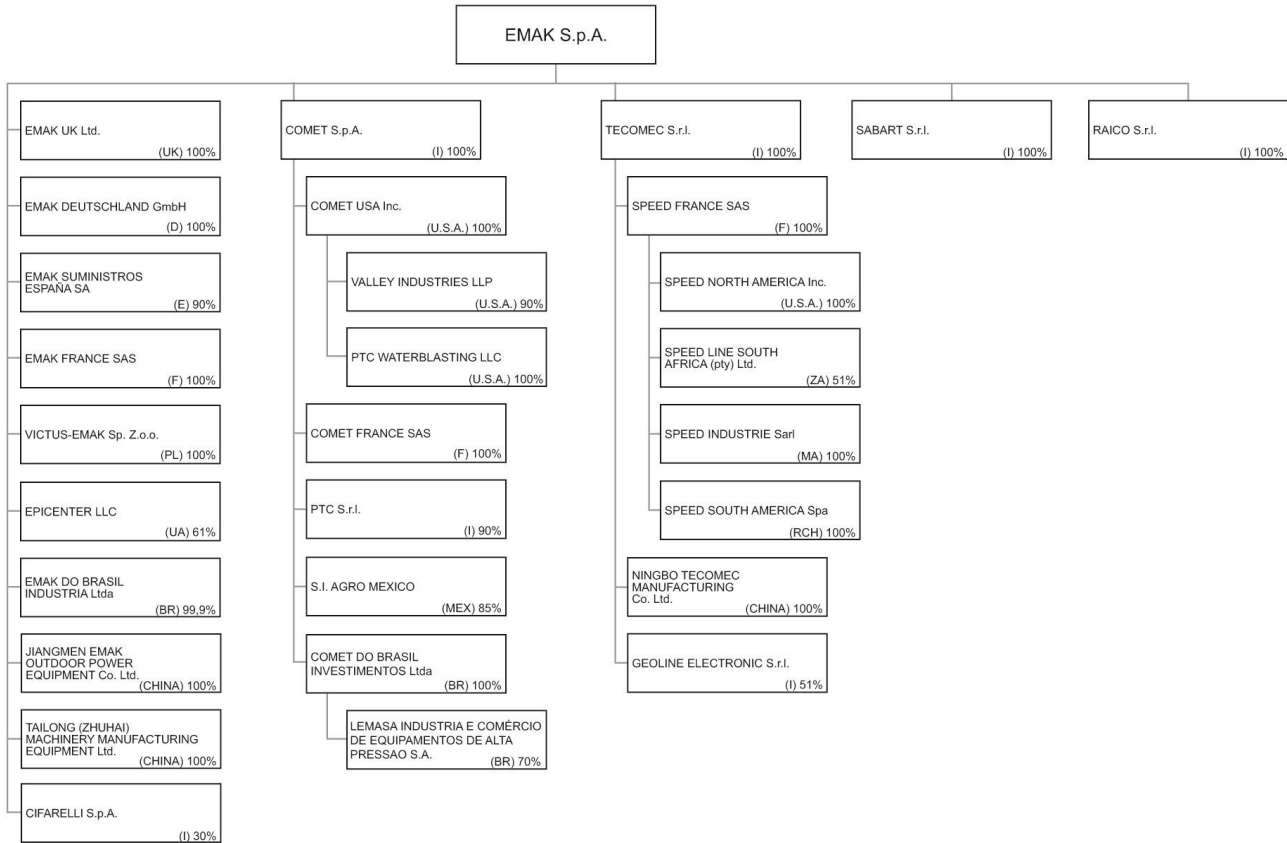 EMAK S.p.A.
EMAK UK Ltd.
(UK) 100%
EMAK DEUTSCHLAND GmbH
(D) 100%
EMAK SUMINISTROS
ESPAÑA SA
(E) 90%
EMAK FRANCE SAS
(F) 100%
VICTUS-EMAK Sp. Z.o.o.
(PL) 100%
EPICENTER LLC
(UA) 61%
EMAK DO BRASIL
INDUSTRIA Ltda
(BR) 99,9%
JIANGMEN EMAK
OUTDOOR POWER
EQUIPMENT Co. Ltd.
(CHINA) 100%
TAILONG (ZHUHAI)
MACHINERY MANUFACTURING
EQUIPMENT Ltd.
(CHINA) 100%
CIFARELLI S.p.A.
(I) 30%
COMET S.p.A.
(I) 100%
COMET USA Inc.
(U.S.A.) 100%
VALLEY INDUSTRIES LLP
(U.S.A.) 90%
PTC WATERBLASTING LLC
(U.S.A.) 100%
COMET FRANCE SAS
(F) 100%
PTC S.r.l.
(I) 90%
S.I. AGRO MEXICO
(MEX) 85%
COMET DO BRASIL
INVESTIMENTOS Ltda
(BR) 100%
LEMASA INDUSTRIA E COMÉRCIO
DE EQUIPAMENTOS DE ALTA
PRESSAO S.A.
(BR) 70%
TECOMEC S.r.l.
(I) 100%
SPEED FRANCE SAS
(F) 100%
SPEED NORTH AMERICA Inc.
(U.S.A.) 100%
SPEED LINE SOUTH
AFRICA (pty) Ltd.
(ZA) 51%
SPEED INDUSTRIE Sarl
(MA) 100%
SPEED SOUTH AMERICA Spa
(RCH) 100%
NINGBO TECOMEC
MANUFACTURING
Co. Ltd.
(CHINA) 100%
GEOLINE ELECTRONIC S.r.l.
(I) 51%
SABART S.r.l.
(I) 100%
RAICO S.r.l.
(I) 100%